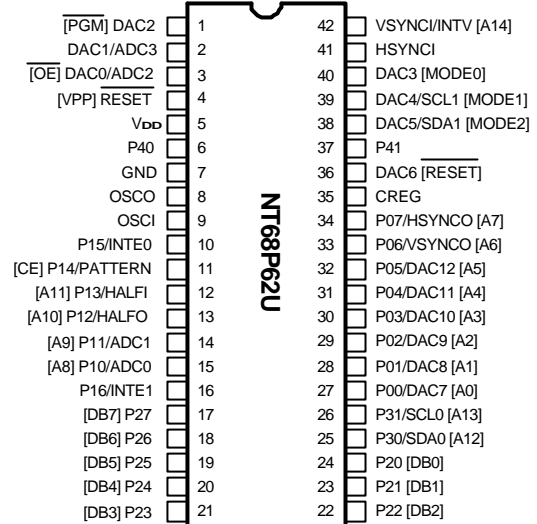 [PGM] DAC2 1 42 VSYNCI/INTV [A14]
DAC1/ADC3 2 41 HSYNCI
[OE] DAC0/ADC2 3 40 DAC3 [MODE0]
[VPP] RESET 4 39 DAC4/SCL1 [MODE1]
VDD 5 38 DAC5/SDA1 [MODE2]
P40 6 37 P41
GND 7 36 DAC6 [RESET]
OSCO 8 35 CREG
OSCI 9 34 P07/HSYNCO [A7]
P15/INTE0 10 33 P06/VSYNCO [A6]
[CE] P14/PATTERN 11 32 P05/DAC12 [A5]
[A11] P13/HALFI 12 31 P04/DAC11 [A4]
[A10] P12/HALFO 13 30 P03/DAC10 [A3]
[A9] P11/ADC1 14 29 P02/DAC9 [A2]
[A8] P10/ADC0 15 28 P01/DAC8 [A1]
P16/INTE1 16 27 P00/DAC7 [A0]
[DB7] P27 17 26 P31/SCL0 [A13]
[DB6] P26 18 25 P30/SDA0 [A12]
[DB5] P25 19 24 P20 [DB0]
[DB4] P24 20 23 P21 [DB1]
[DB3] P23 21 22 P22 [DB2]
NT68P62U